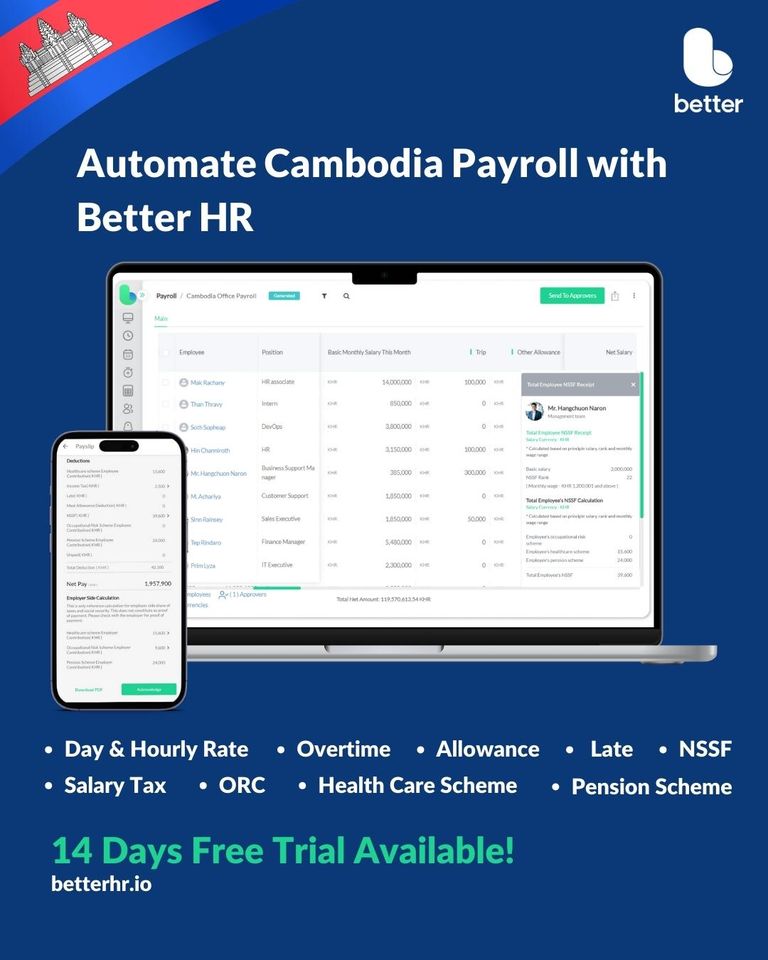 better
Automate Cambodia Payroll with
Better HR
Payroll / Cambodia Office Payroll Generated Send To Approvers
Main
Employee Position Basic Monthly Salary This Month Trip Other Allowance Net Salary
Mak Rachany HR associate KHR 14,000,000 KHR 100,000 KHR
Than Thravy Intern KHR 850,000 KHR 0 KHR
Soth Sopheap DevOps KHR 3,800,000 KHR 0 KHR
Hin Channiroth HR KHR 3,150,000 KHR 100,000 KHR
Mr. Hangchuon Naron Business Support Ma
nager KHR 385,000 KHR 300,000 KHR
M. Achariya Customer Support KHR 1,850,000 KHR 0 KHR
Sinn Rainsey Sales Executive KHR 1,850,000 KHR 50,000 KHR
Tep Rindaro Finance Manager KHR 5,480,000 KHR 0 KHR
Prim Lyza IT Executive KHR 2,300,000 KHR 0 KHR
Total Employee NSSF Receipt ×
Mr. Hangchuon Naron
Management team
Total Employee NSSF Receipt
Salary Currency : KHR
* Calculated based on principle salary, rank and monthly
wage range
Basic salary 2,000,000
NSSF Rank 22
( Monthly wage : KHR 1,200,001 and above )
Total Employee's NSSF Calculation
Salary Currency : KHR
* Calculated based on principle salary, rank and monthly
wage range
Employee's occupational risk
scheme 0
Employee's healthcare scheme 15,600
Employee's pension scheme 24,000
Total Employee's NSSF 39,600
(1) Approvers
Total Net Amount: 119,570,613.54 KHR
Payslip
Deductions
Healthcare scheme Employee
Contribution( KHR ) 15,600
Income Tax( KHR ) 2,500
Late( KHR ) 0
Meal Allowance Deduction( KHR ) 0
NSSF( KHR ) 39,600
Occupational Risk Scheme Employee
Contribution( KHR ) 0
Pension Scheme Employee
Contribution( KHR ) 24,000
Unpaid( KHR ) 0
Total Deduction ( KHR )
Net Pay (KHR) 1,957,900
Employer Side Calculation
This is only reference calculation for employer side share of
taxes and social security. This does not constitute as proof
of payment. Please check with the employer for proof of
payment.
Healthcare scheme Employer
Contribution( KHR ) 15,600
Occupational Risk Scheme Employer
Contribution( KHR ) 9,600
Pension Scheme Employer
Contribution( KHR ) 24,000
Download PDF Acknowledge
• Day & Hourly Rate • Overtime • Allowance • Late • NSSF
• Salary Tax • ORC • Health Care Scheme • Pension Scheme
14 Days Free Trial Available!
betterhr.io